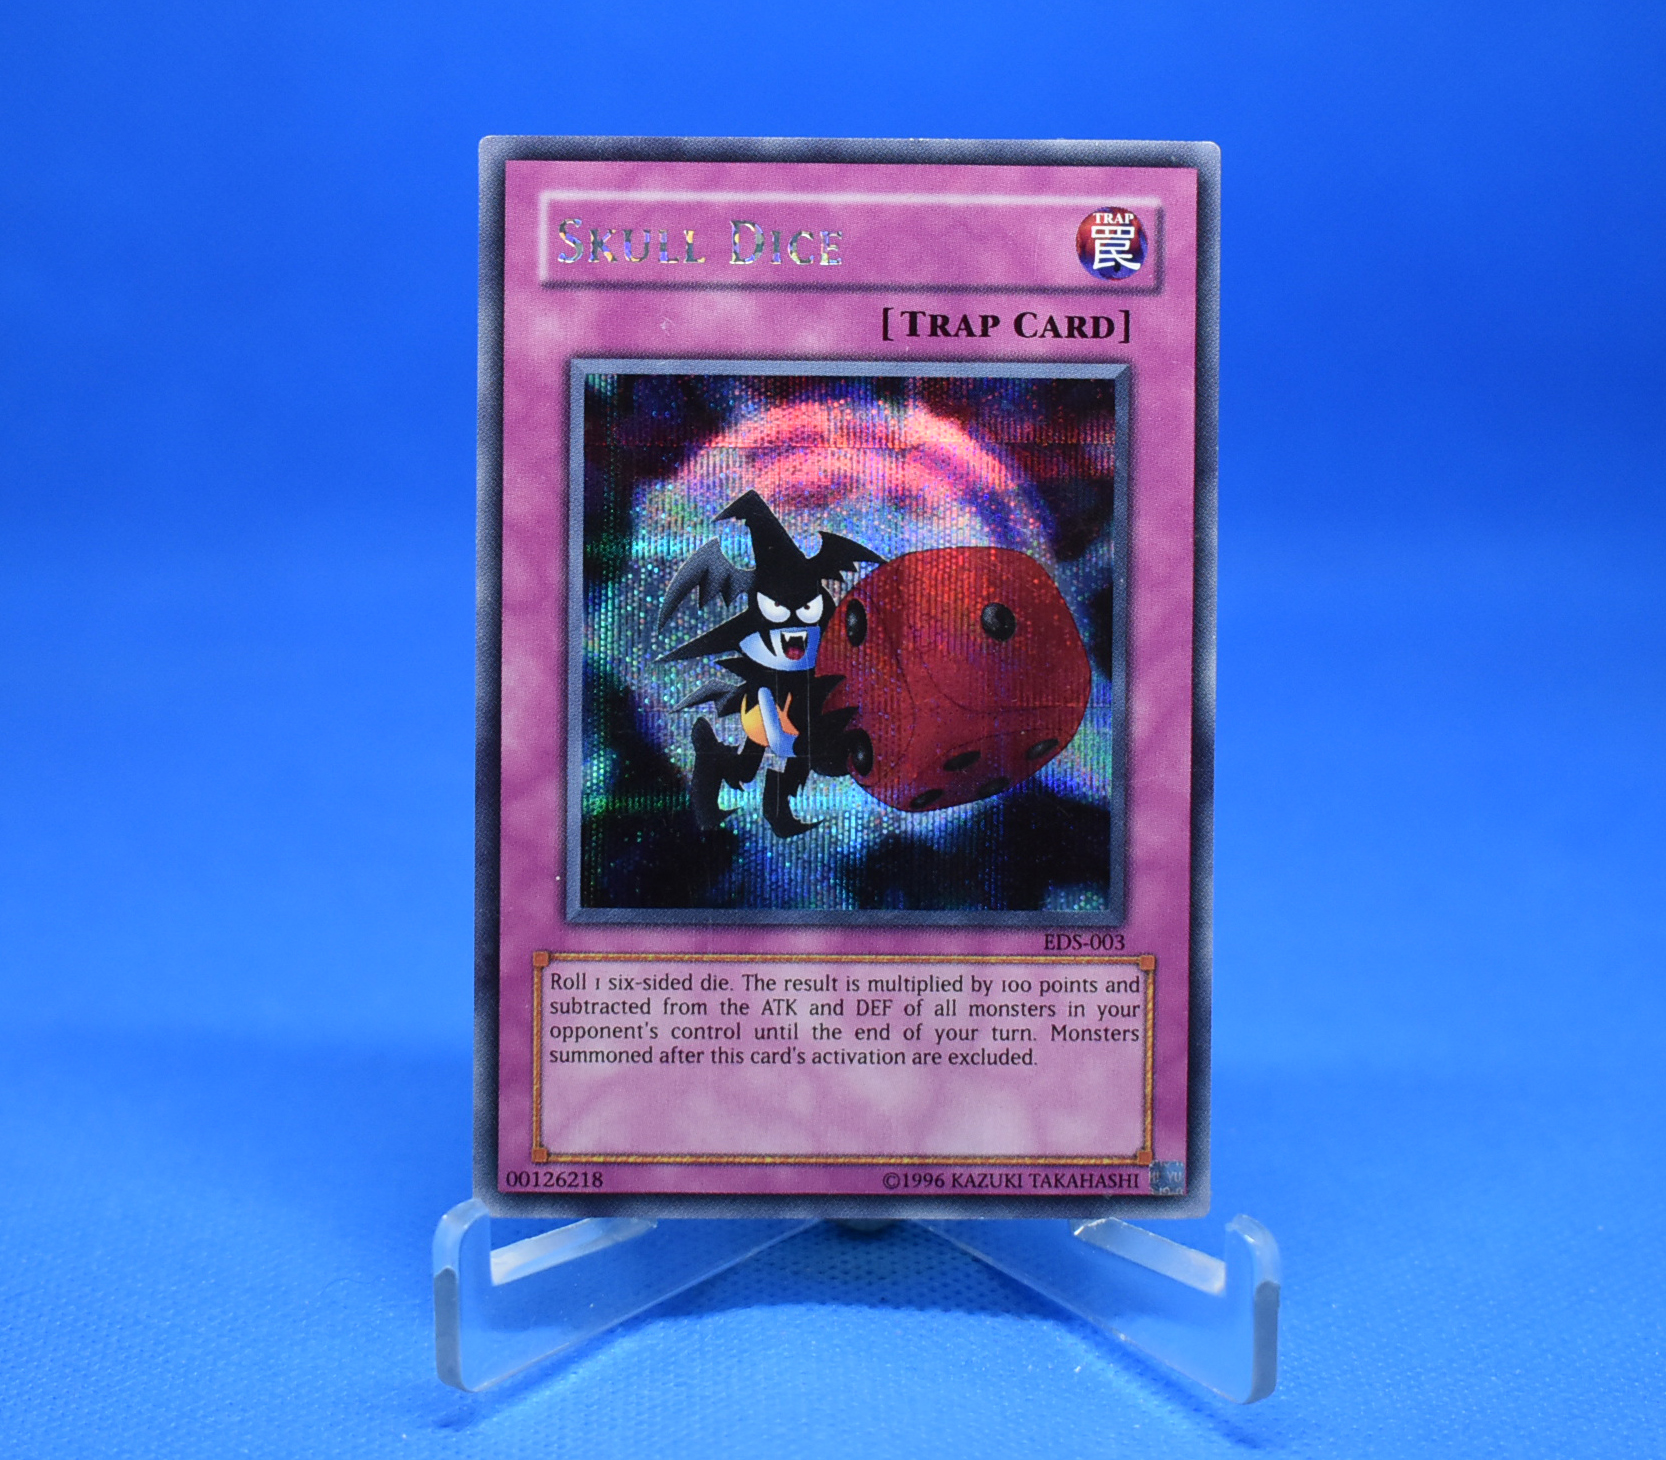 SKULL DICE
TRAP
罠
[TRAP CARD]
EDS-003
Roll 1 six-sided die. The result is multiplied by 100 points and
subtracted from the ATK and DEF of all monsters in your
opponent's control until the end of your turn. Monsters
summoned after this card's activation are excluded.
00126218
©1996 KAZUKI TAKAHASHI